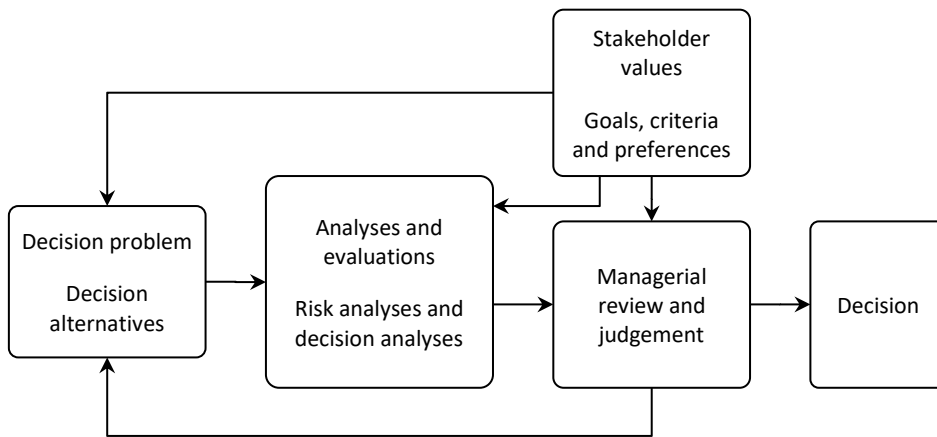 Stakeholder
values
Goals, criteria
and preferences
Decision problem
Decision
alternatives
Analyses and
evaluations
Risk analyses and
decision analyses
Managerial
review and
judgement
Decision